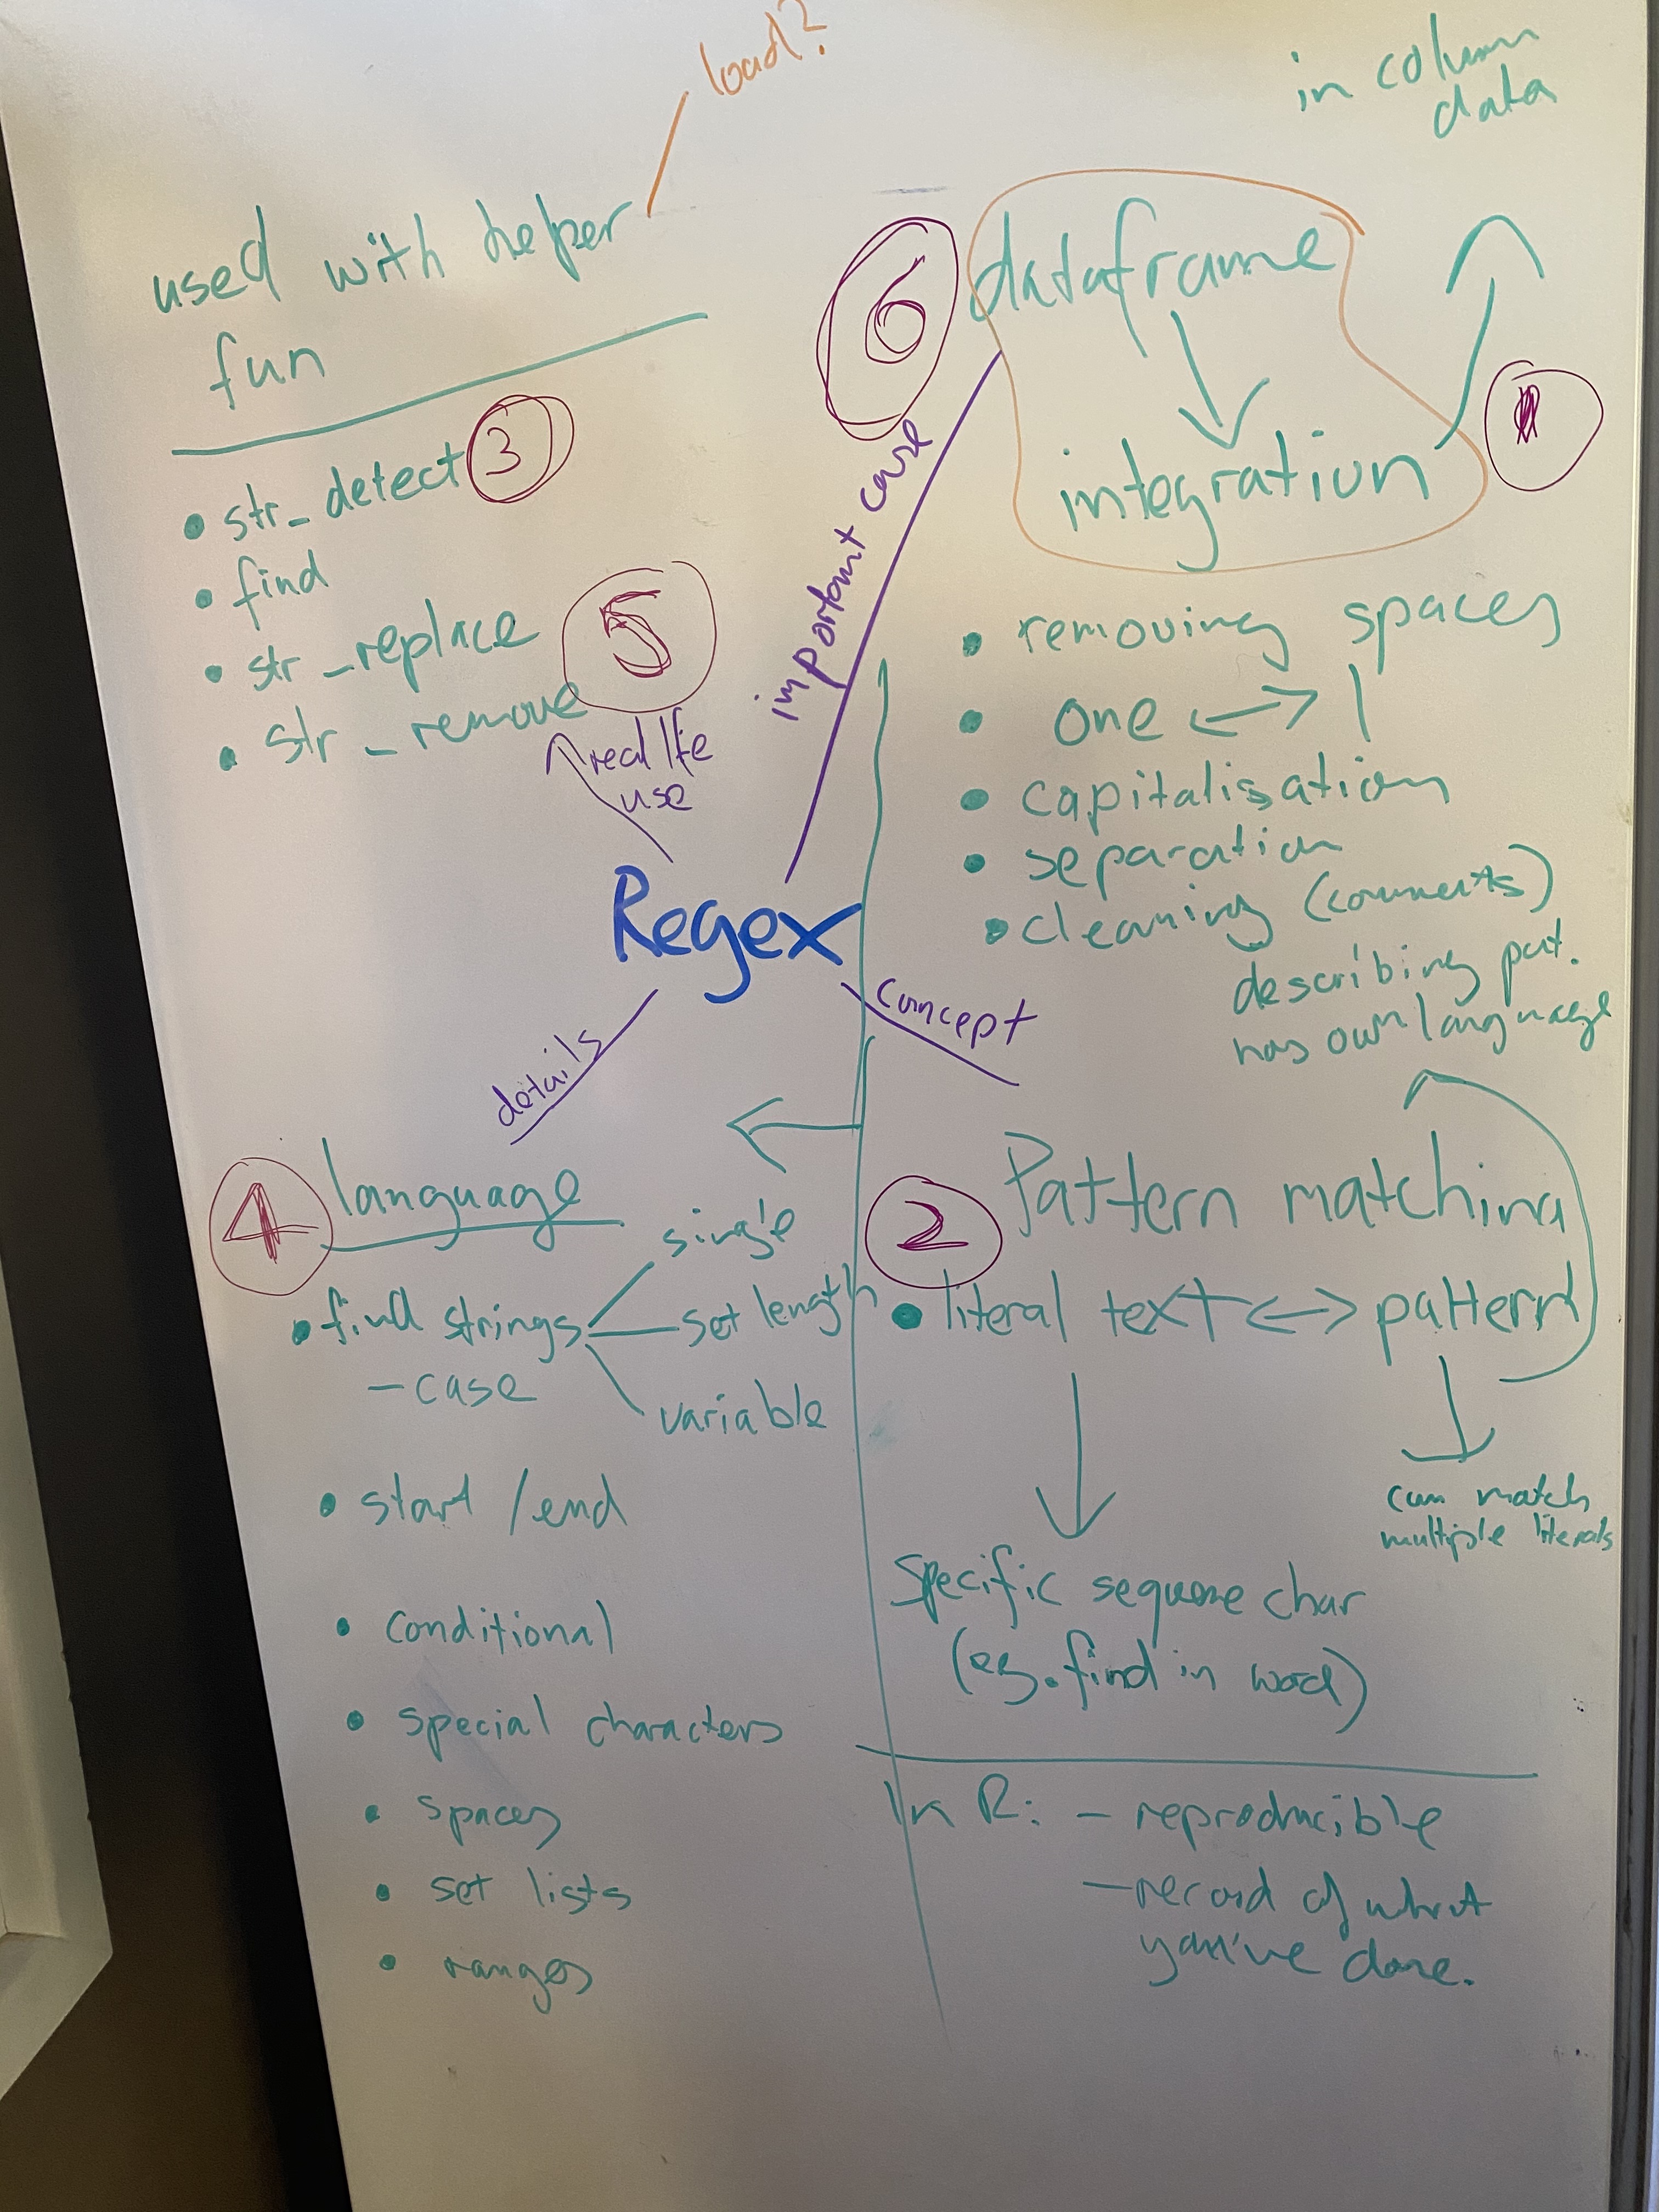 load?
in column
data
used with helper
fun
3
• str_detect
• find
• str_replace
• str_remove
5
real life
use
6
important case
dataframe
integration
1
• removing spaces
• one ↔ 1
• capitalisation
• separation
• cleaning (comments)
Regex
concept
details
describing pat.
has own language
4
language
• find strings
single
set length
variable
– case
• start / end
• conditional
• special characters
• spaces
• set lists
• ranges
2
Pattern matching
• literal text ↔ pattern
can match
multiple literals
Specific sequence char
(eg. find in word)
In R: – reproducible
– record of what
you've done.